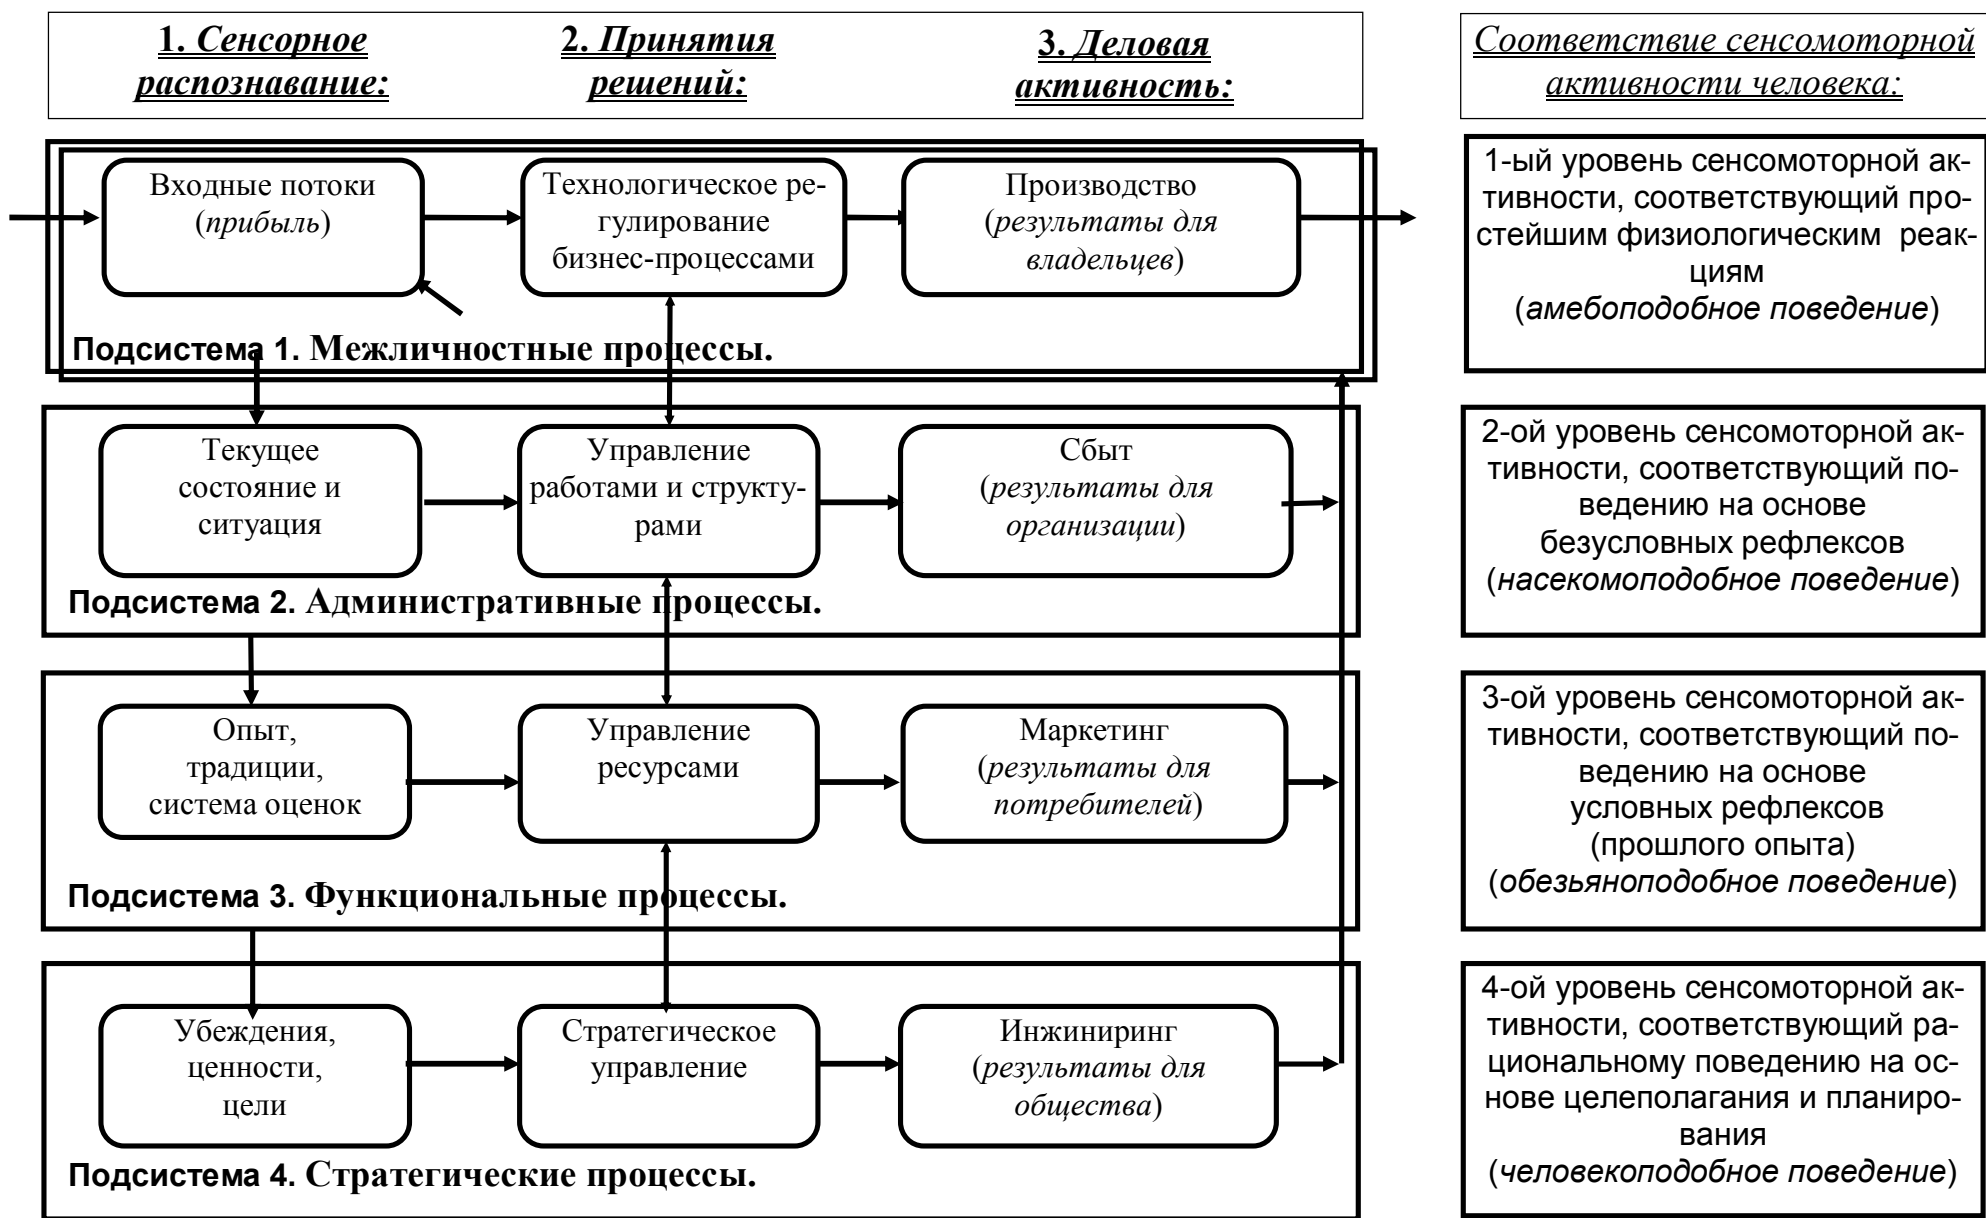 1. Сенсорное
распознавание:
2. Принятия
решений:
3. Деловая
активность:
Соответствие сенсомоторной
активности человека:
Входные потоки
(прибыль)
Технологическое ре-
гулирование
бизнес-процессами
Производство
(результаты для
владельцев)
Подсистема 1. Межличностные процессы.
1-ый уровень сенсомоторной ак-
тивности, соответствующий про-
стейшим физиологическим реак-
циям
(амебоподобное поведение)
Текущее
состояние и
ситуация
Управление
работами и структу-
рами
Сбыт
(результаты для
организации)
Подсистема 2. Административные процессы.
2-ой уровень сенсомоторной ак-
тивности, соответствующий по-
ведению на основе
безусловных рефлексов
(насекомоподобное поведение)
Опыт,
традиции,
система оценок
Управление
ресурсами
Маркетинг
(результаты для
потребителей)
Подсистема 3. Функциональные процессы.
3-ой уровень сенсомоторной ак-
тивности, соответствующий по-
ведению на основе
условных рефлексов
(прошлого опыта)
(обезьяноподобное поведение)
Убеждения,
ценности,
цели
Стратегическое
управление
Инжиниринг
(результаты для
общества)
Подсистема 4. Стратегические процессы.
4-ой уровень сенсомоторной ак-
тивности, соответствующий ра-
циональному поведению на ос-
нове целеполагания и планиро-
вания
(человекоподобное поведение)